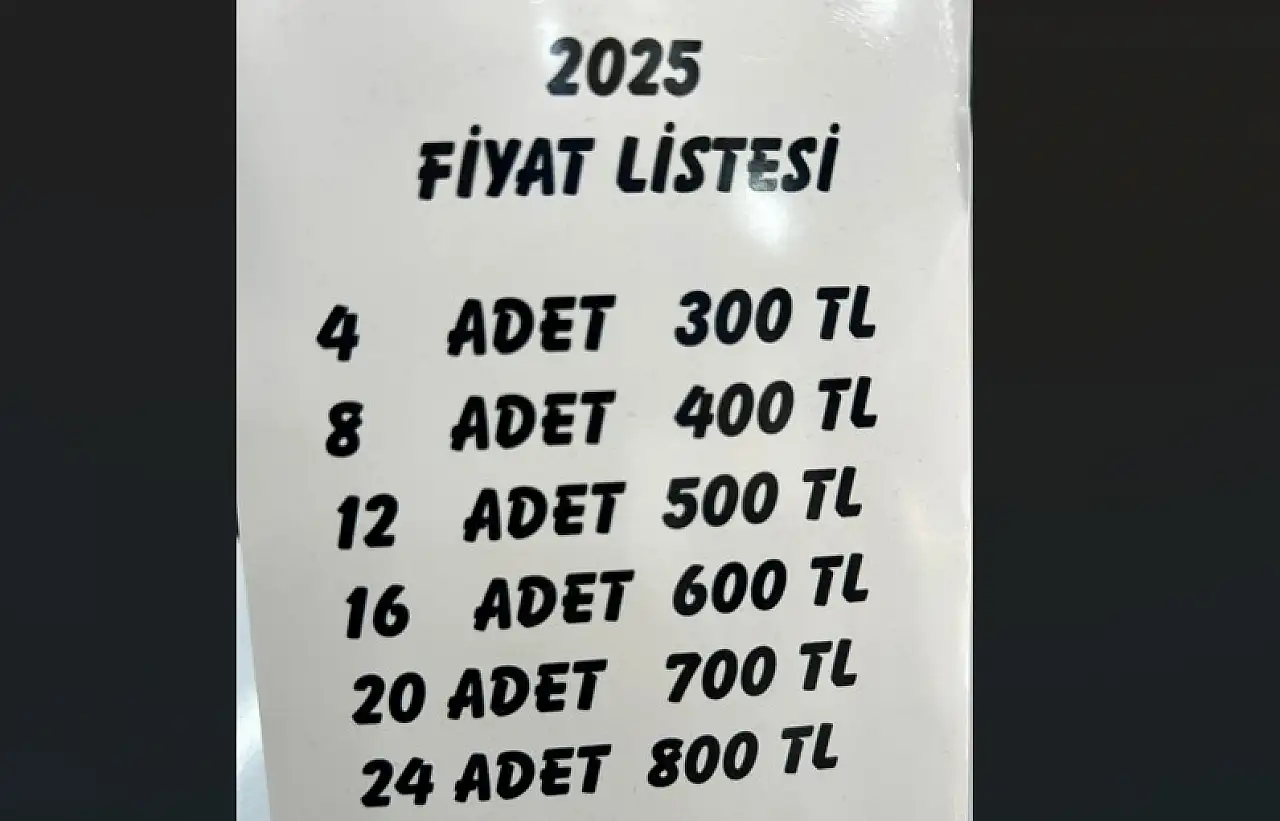 2025
FİYAT LİSTESİ
4 ADET 300 TL
8 ADET 400 TL
12 ADET 500 TL
16 ADET 600 TL
20 ADET 700 TL
24 ADET 800 TL